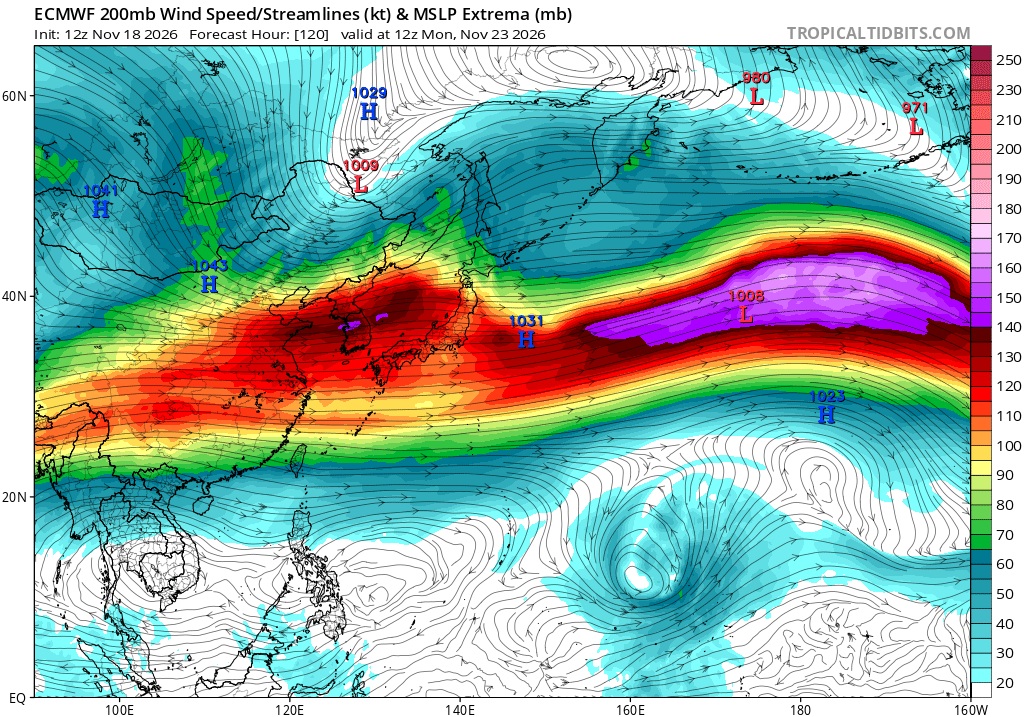 ECMWF 200mb Wind Speed/Streamlines (kt) & MSLP Extrema (mb)
Init: 12z Nov 18 2026 Forecast Hour: [120] valid at 12z Mon, Nov 23 2026
TROPICALTIDBITS.COM
60N
40N
20N
EQ
1029
H
980
L
971
L
1009
L
1041
H
1043
H
1008
L
1031
H
1023
H
250
230
220
210
200
190
180
170
160
150
140
130
120
110
100
90
80
70
60
50
40
30
20
100E
120E
140E
160E
180
160W